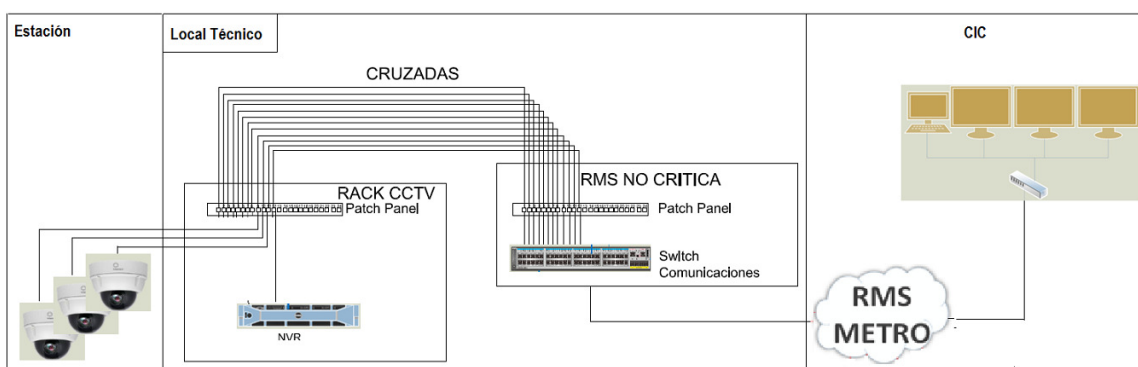 Estación
Local Técnico
CIC
CRUZADAS
RACK CCTV
Patch Panel
RMS NO CRITICA
Patch Panel
Switch
Comunicaciones
NVR
RMS
METRO